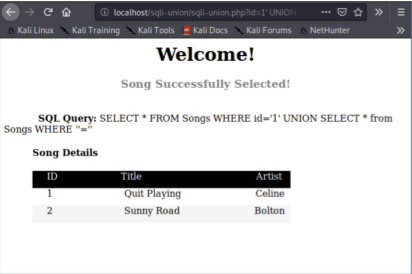 localhost/sqli-union/sqli-union.php?id=1' UNION
Kali Linux Kali Training Kali Tools Kali Docs Kali Forums NetHunter
Welcome!
Song Successfully Selected!
SQL Query: SELECT * FROM Songs WHERE id='1' UNION SELECT * from
Songs WHERE ''=''
Song Details
ID Title Artist
1 Quit Playing Celine
2 Sunny Road Bolton